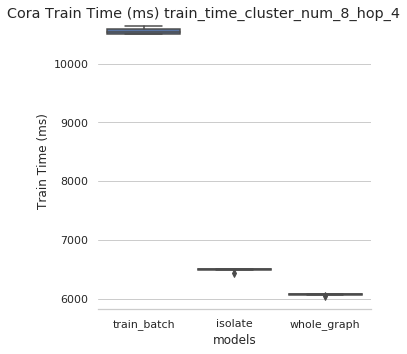 Cora Train Time (ms) train_time_cluster_num_8_hop_4
10000
9000
8000
7000
6000
Train Time (ms)
train_batch isolate whole_graph
models